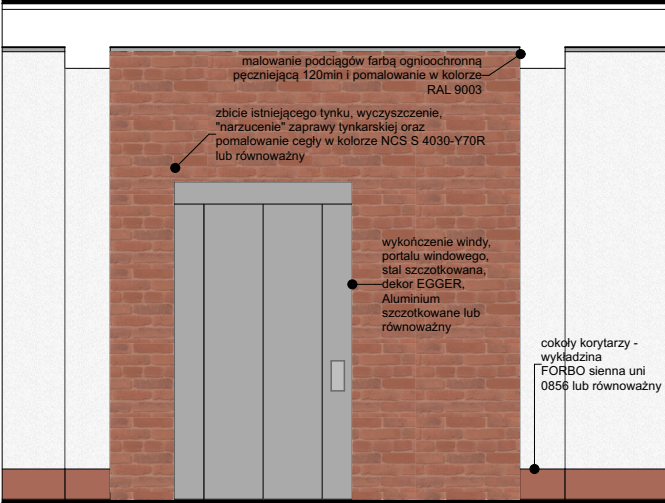 malowanie podciągów farbą ognioochronną
pęczniejącą 120min i pomalowanie w kolorze
RAL 9003
zbicie istniejącego tynku, wyczyszczenie,
"narzucenie" zaprawy tynkarskiej oraz
pomalowanie cegły w kolorze NCS S 4030-Y70R
lub równoważny
wykończenie windy,
portalu windowego,
stal szczotkowana,
dekor EGGER,
Aluminium
szczotkowane lub
równoważny
cokoły korytarzy -
wykładzina
FORBO sienna uni
0856 lub równoważny